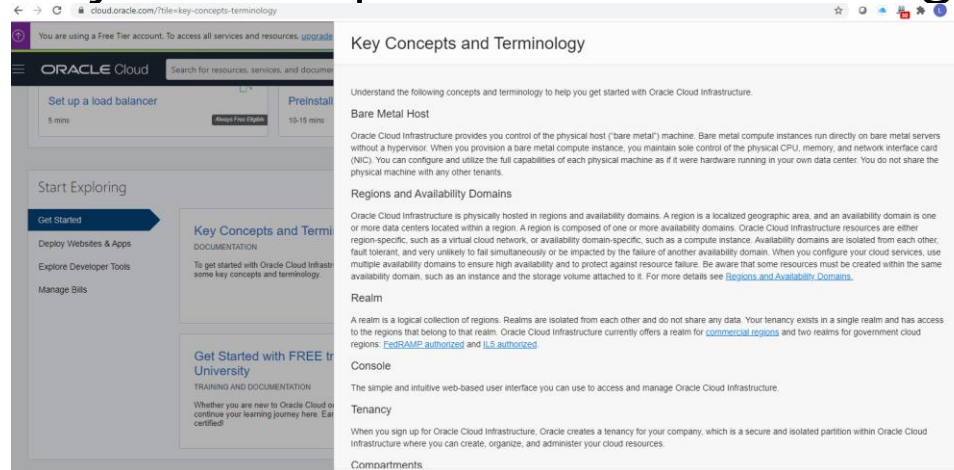 cloud.oracle.com/?tile=key-concepts-terminology
You are using a Free Tier account. To access all services and resources, upgrade
ORACLE Cloud
Search for resources, services, and documen
Set up a load balancer
5 mins
Always Free Eligible
Preinstall
10-15 mins
Start Exploring
Get Started
Deploy Websites & Apps
Explore Developer Tools
Manage Bills
Key Concepts and Termi
DOCUMENTATION
To get started with Oracle Cloud Infrastr
some key concepts and terminology.
Get Started with FREE tr
University
TRAINING AND DOCUMENTATION
Whether you are new to Oracle Cloud or
continue your learning journey here. Ear
certified!
Key Concepts and Terminology
Understand the following concepts and terminology to help you get started with Oracle Cloud Infrastructure.
Bare Metal Host
Oracle Cloud Infrastructure provides you control of the physical host ("bare metal") machine. Bare metal compute instances run directly on bare metal servers
without a hypervisor. When you provision a bare metal compute instance, you maintain sole control of the physical CPU, memory, and network interface card
(NIC). You can configure and utilize the full capabilities of each physical machine as if it were hardware running in your own data center. You do not share the
physical machine with any other tenants.
Regions and Availability Domains
Oracle Cloud Infrastructure is physically hosted in regions and availability domains. A region is a localized geographic area, and an availability domain is one
or more data centers located within a region. A region is composed of one or more availability domains. Oracle Cloud Infrastructure resources are either
region-specific, such as a virtual cloud network, or availability domain-specific, such as a compute instance. Availability domains are isolated from each other,
fault tolerant, and very unlikely to fail simultaneously or be impacted by the failure of another availability domain. When you configure your cloud services, use
multiple availability domains to ensure high availability and to protect against resource failure. Be aware that some resources must be created within the same
availability domain, such as an instance and the storage volume attached to it. For more details see Regions and Availability Domains.
Realm
A realm is a logical collection of regions. Realms are isolated from each other and do not share any data. Your tenancy exists in a single realm and has access
to the regions that belong to that realm. Oracle Cloud Infrastructure currently offers a realm for commercial regions and two realms for government cloud
regions: FedRAMP authorized and IL5 authorized.
Console
The simple and intuitive web-based user interface you can use to access and manage Oracle Cloud Infrastructure.
Tenancy
When you sign up for Oracle Cloud Infrastructure, Oracle creates a tenancy for your company, which is a secure and isolated partition within Oracle Cloud
Infrastructure where you can create, organize, and administer your cloud resources.
Compartments